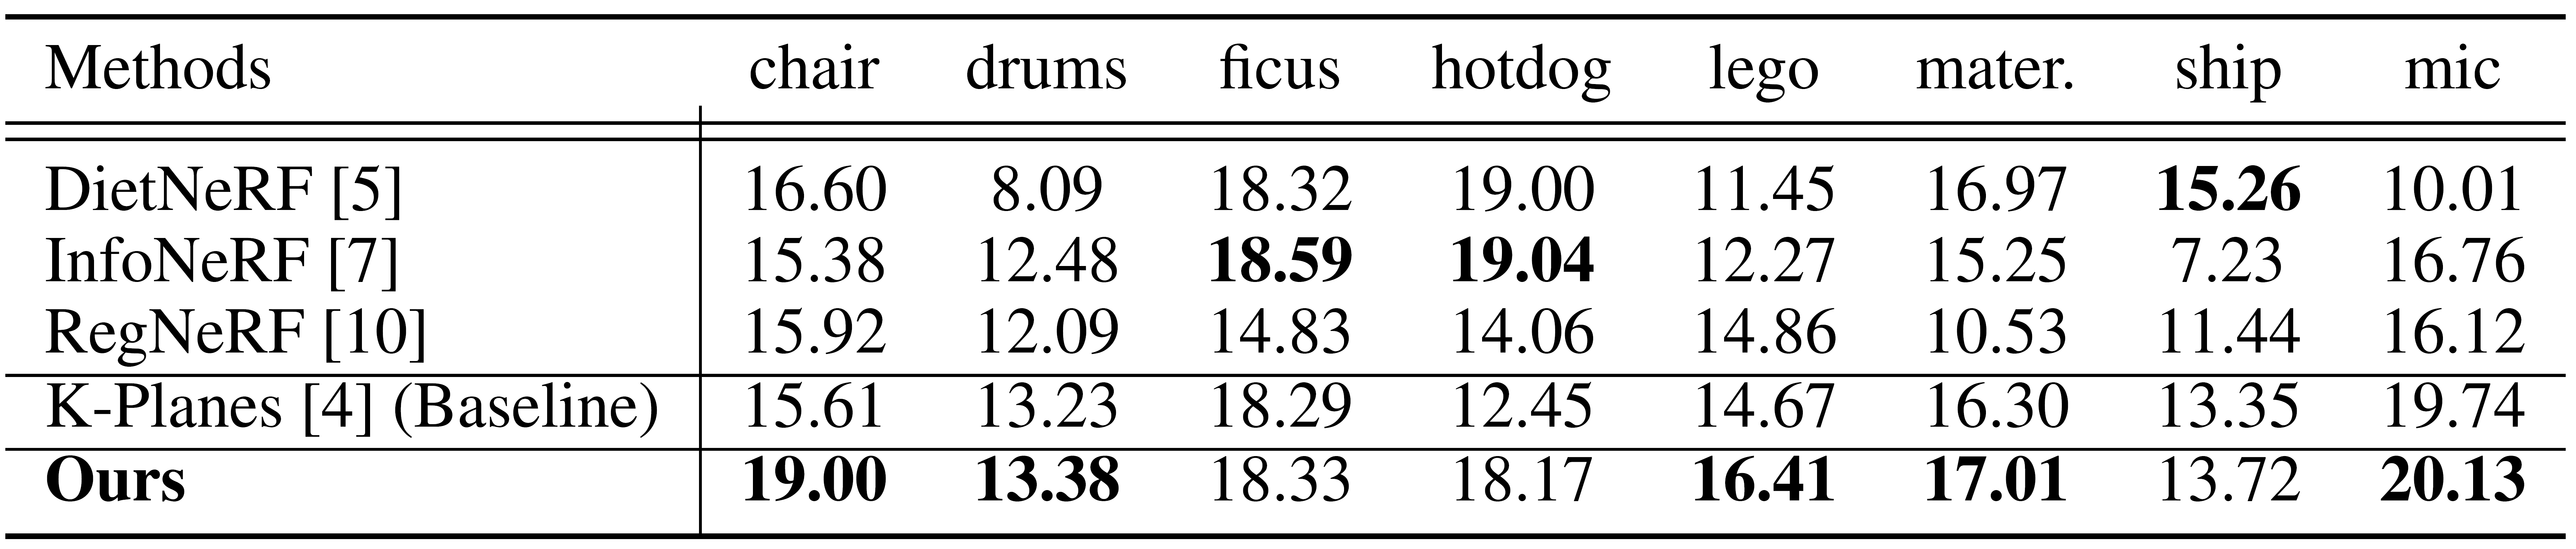 Methods chair drums ficus hotdog lego mater. ship mic
DietNeRF [5] 16.60 8.09 18.32 19.00 11.45 16.97 15.26 10.01
InfoNeRF [7] 15.38 12.48 18.59 19.04 12.27 15.25 7.23 16.76
RegNeRF [10] 15.92 12.09 14.83 14.06 14.86 10.53 11.44 16.12
K-Planes [4] (Baseline) 15.61 13.23 18.29 12.45 14.67 16.30 13.35 19.74
Ours 19.00 13.38 18.33 18.17 16.41 17.01 13.72 20.13